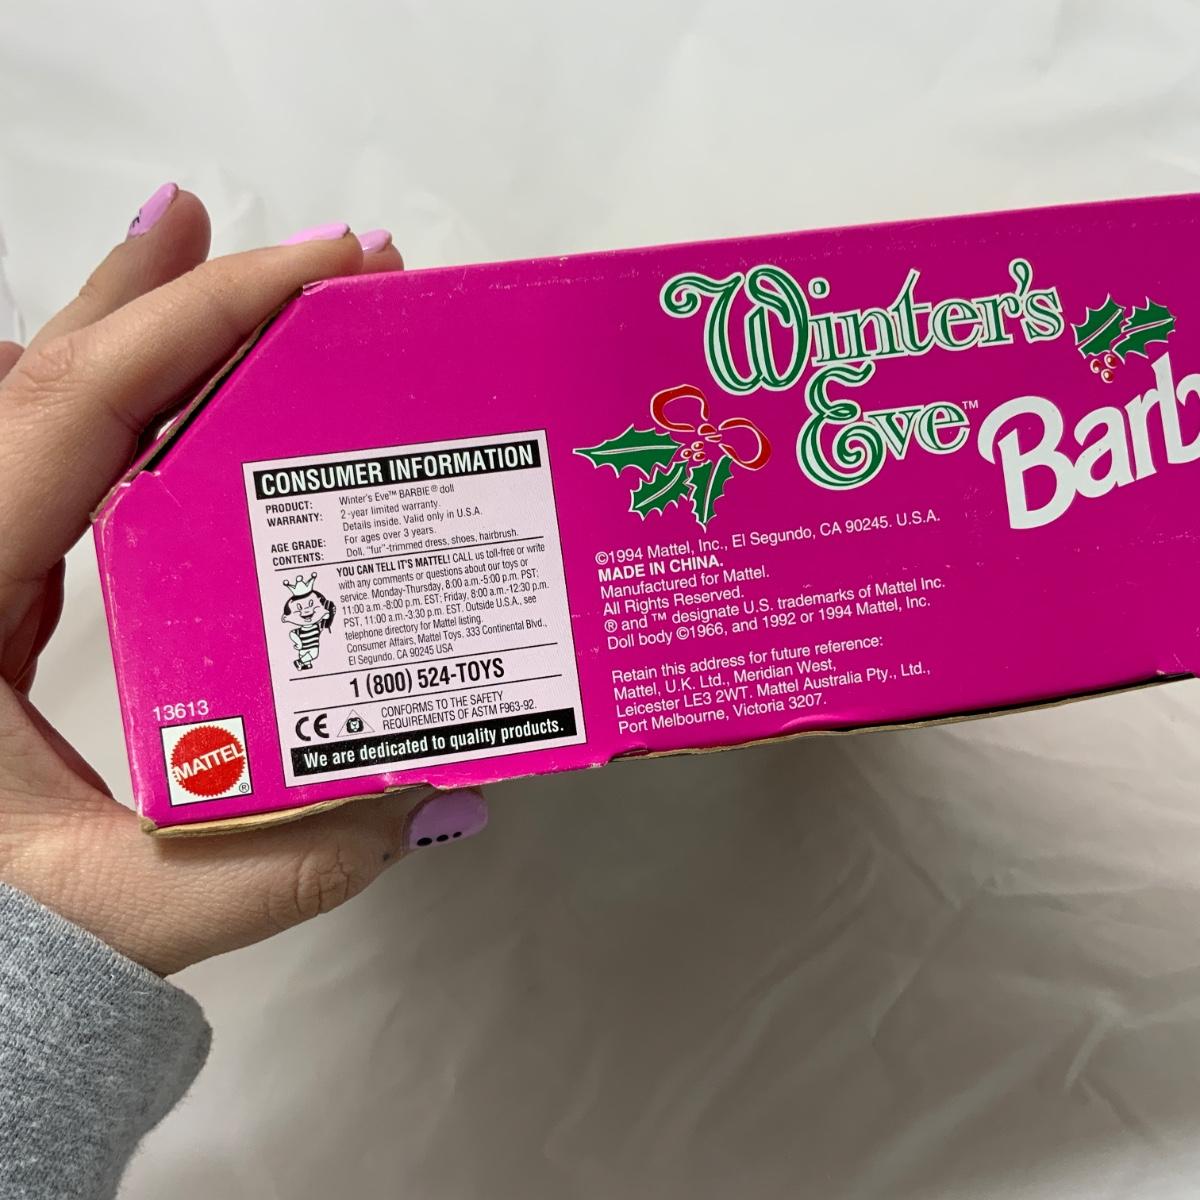 Winter's
Eve™ Barb
CONSUMER INFORMATION
PRODUCT: Winter's Eve™ BARBIE® doll
WARRANTY: 2-year limited warranty.
Details inside. Valid only in U.S.A.
AGE GRADE: For ages over 3 years.
CONTENTS: Doll, "fur"-trimmed dress, shoes, hairbrush.
YOU CAN TELL IT'S MATTEL! CALL us toll-free or write
with any comments or questions about our toys or
service. Monday-Thursday, 8:00 a.m.-5:00 p.m. PST;
11:00 a.m.-8:00 p.m. EST: Friday, 8:00 a.m.-12:30 p.m.
PST, 11:00 a.m.-3:30 p.m. EST. Outside U.S.A., see
telephone directory for Mattel listing.
Consumer Affairs, Mattel Toys, 333 Continental Blvd.,
El Segundo, CA 90245 USA
1 (800) 524-TOYS
CE
CONFORMS TO THE SAFETY
REQUIREMENTS OF ASTM F963-92.
We are dedicated to quality products.
13613
MATTEL
®
©1994 Mattel, Inc., El Segundo, CA 90245. U.S.A.
MADE IN CHINA.
Manufactured for Mattel.
All Rights Reserved.
® and ™ designate U.S. trademarks of Mattel Inc.
Doll body ©1966, and 1992 or 1994 Mattel, Inc.
Retain this address for future reference:
Mattel, U.K. Ltd., Meridian West,
Leicester LE3 2WT. Mattel Australia Pty., Ltd.,
Port Melbourne, Victoria 3207.